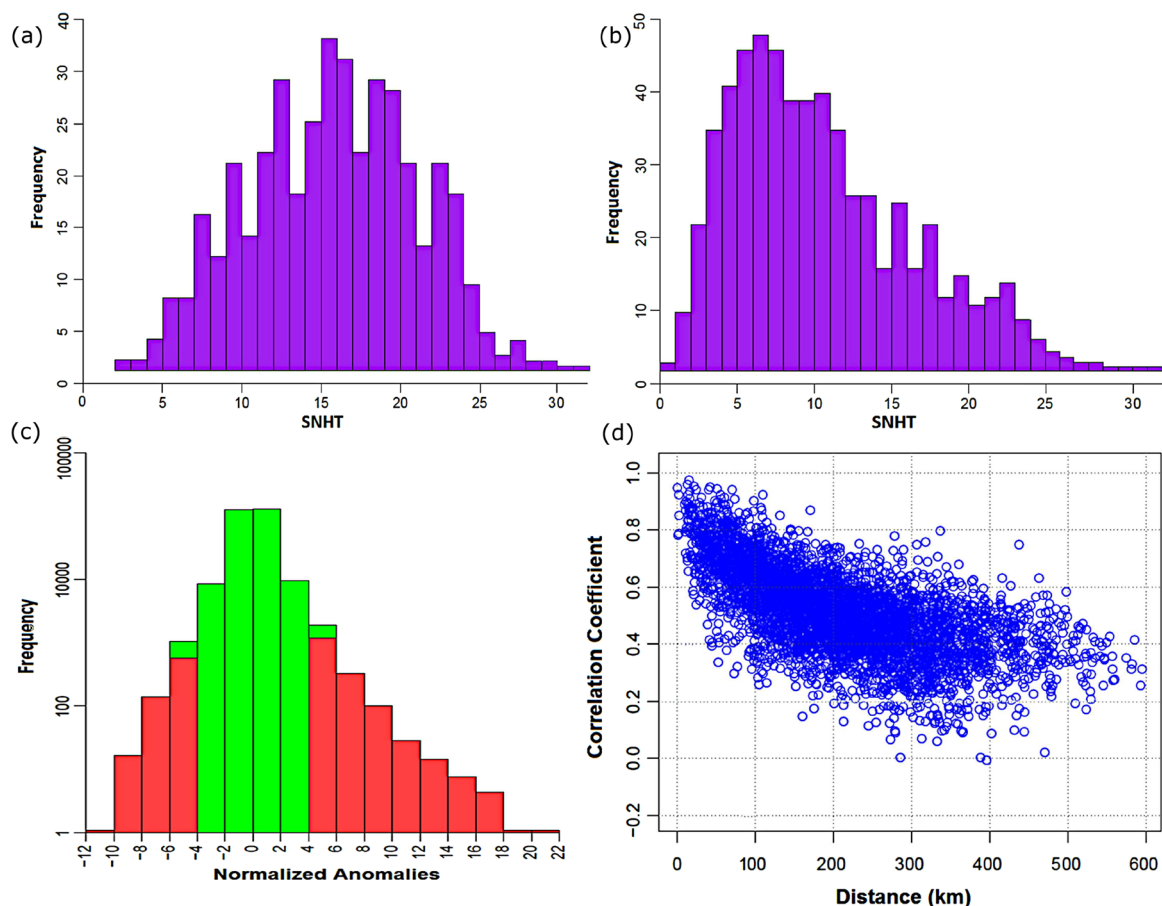 (a)
Frequency
0 5 10 15 20 25 30 40
0 5 10 15 20 25 30
SNHT
(b)
Frequency
0 10 20 30 40 50
0 5 10 15 20 25 30
SNHT
(c)
Frequency
1 100 10000 100000
-12 -10 -8 -6 -4 -2 0 2 4 6 8 10 12 14 16 18 20 22
Normalized Anomalies
(d)
Correlation Coefficient
-0.2 0.0 0.2 0.4 0.6 0.8 1.0
0 100 200 300 400 500 600
Distance (km)